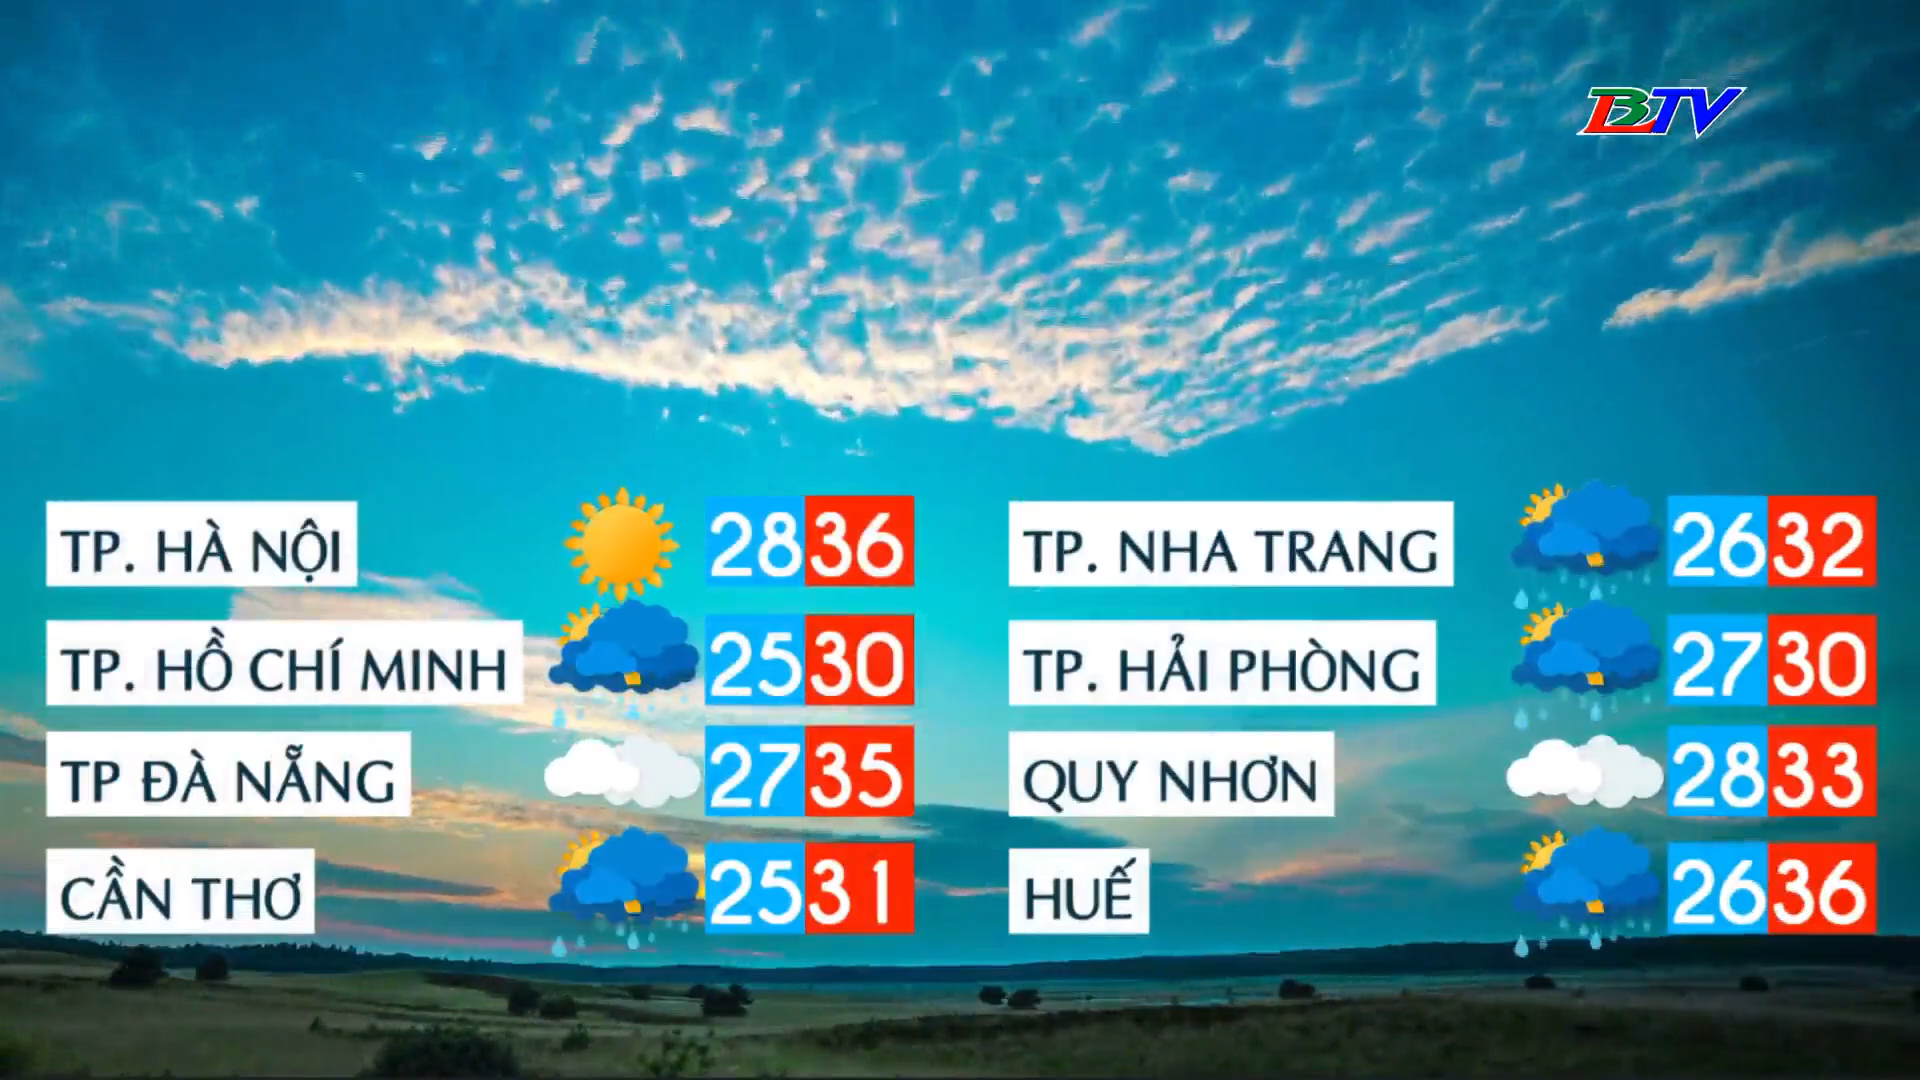 BTV
TP. HÀ NỘI 28 36
TP. HỒ CHÍ MINH 25 30
TP ĐÀ NẴNG 27 35
CẦN THƠ 25 31
TP. NHA TRANG 26 32
TP. HẢI PHÒNG 27 30
QUY NHƠN 28 33
HUẾ 26 36